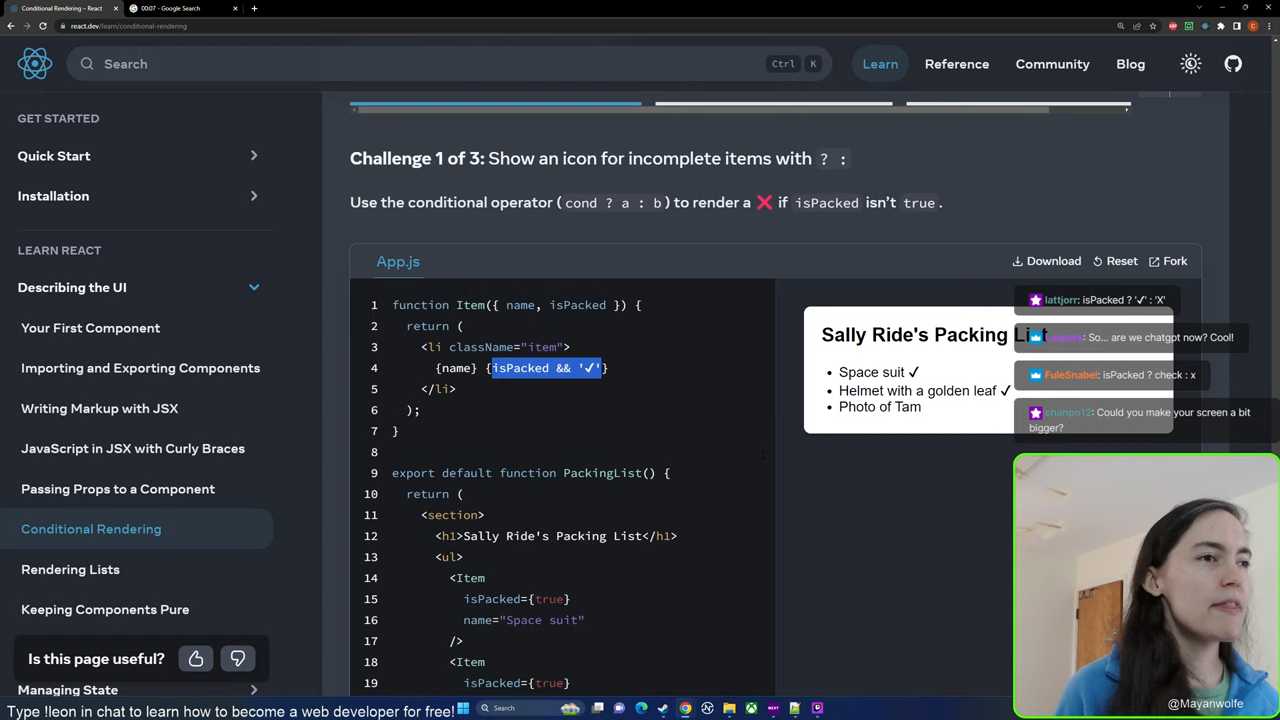 Conditional Rendering – React
00:07 - Google Search
react.dev/learn/conditional-rendering
Search
Ctrl K
Learn
Reference
Community
Blog
GET STARTED
Quick Start
Installation
LEARN REACT
Describing the UI
Your First Component
Importing and Exporting Components
Writing Markup with JSX
JavaScript in JSX with Curly Braces
Passing Props to a Component
Conditional Rendering
Rendering Lists
Keeping Components Pure
Is this page useful?
Managing State
Challenge 1 of 3: Show an icon for incomplete items with ? :
Use the conditional operator ( cond ? a : b ) to render a ❌ if isPacked isn’t true.
App.js
Download
Reset
Fork
1 function Item({ name, isPacked }) {
2 return (
3 <li className="item">
4 {name} {isPacked && '✓'}
5 </li>
6 );
7 }
8
9 export default function PackingList() {
10 return (
11 <section>
12 <h1>Sally Ride's Packing List</h1>
13 <ul>
14 <Item
15 isPacked={true}
16 name="Space suit"
17 />
18 <Item
19 isPacked={true}
Sally Ride's Packing List
• Space suit ✓
• Helmet with a golden leaf ✓
• Photo of Tam
lattjorr: isPacked ? '✓' : 'X'
So... are we chatgpt now? Cool!
FuleSnabel: isPacked ? check : x
chanpo12: Could you make your screen a bit
bigger?
@Mayanwolfe
Type !leon in chat to learn how to become a web developer for free!
Search